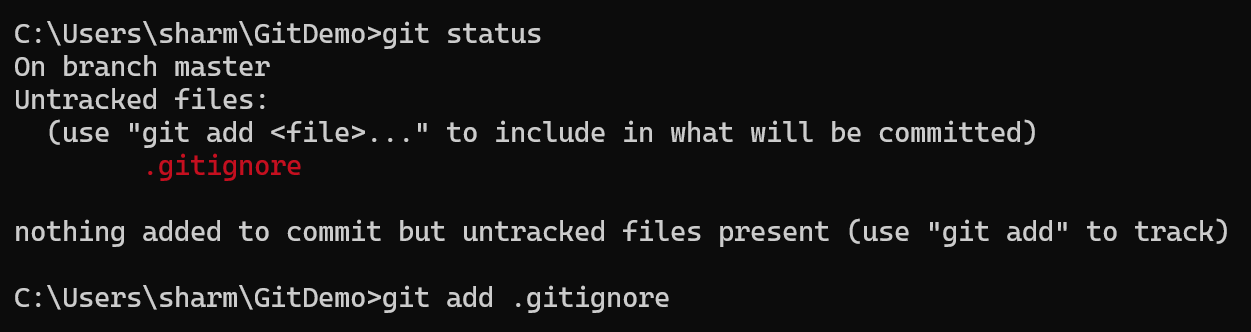 C:\Users\sharm\GitDemo>git status
On branch master
Untracked files:
  (use "git add <file>..." to include in what will be committed)
        .gitignore

nothing added to commit but untracked files present (use "git add" to track)

C:\Users\sharm\GitDemo>git add .gitignore